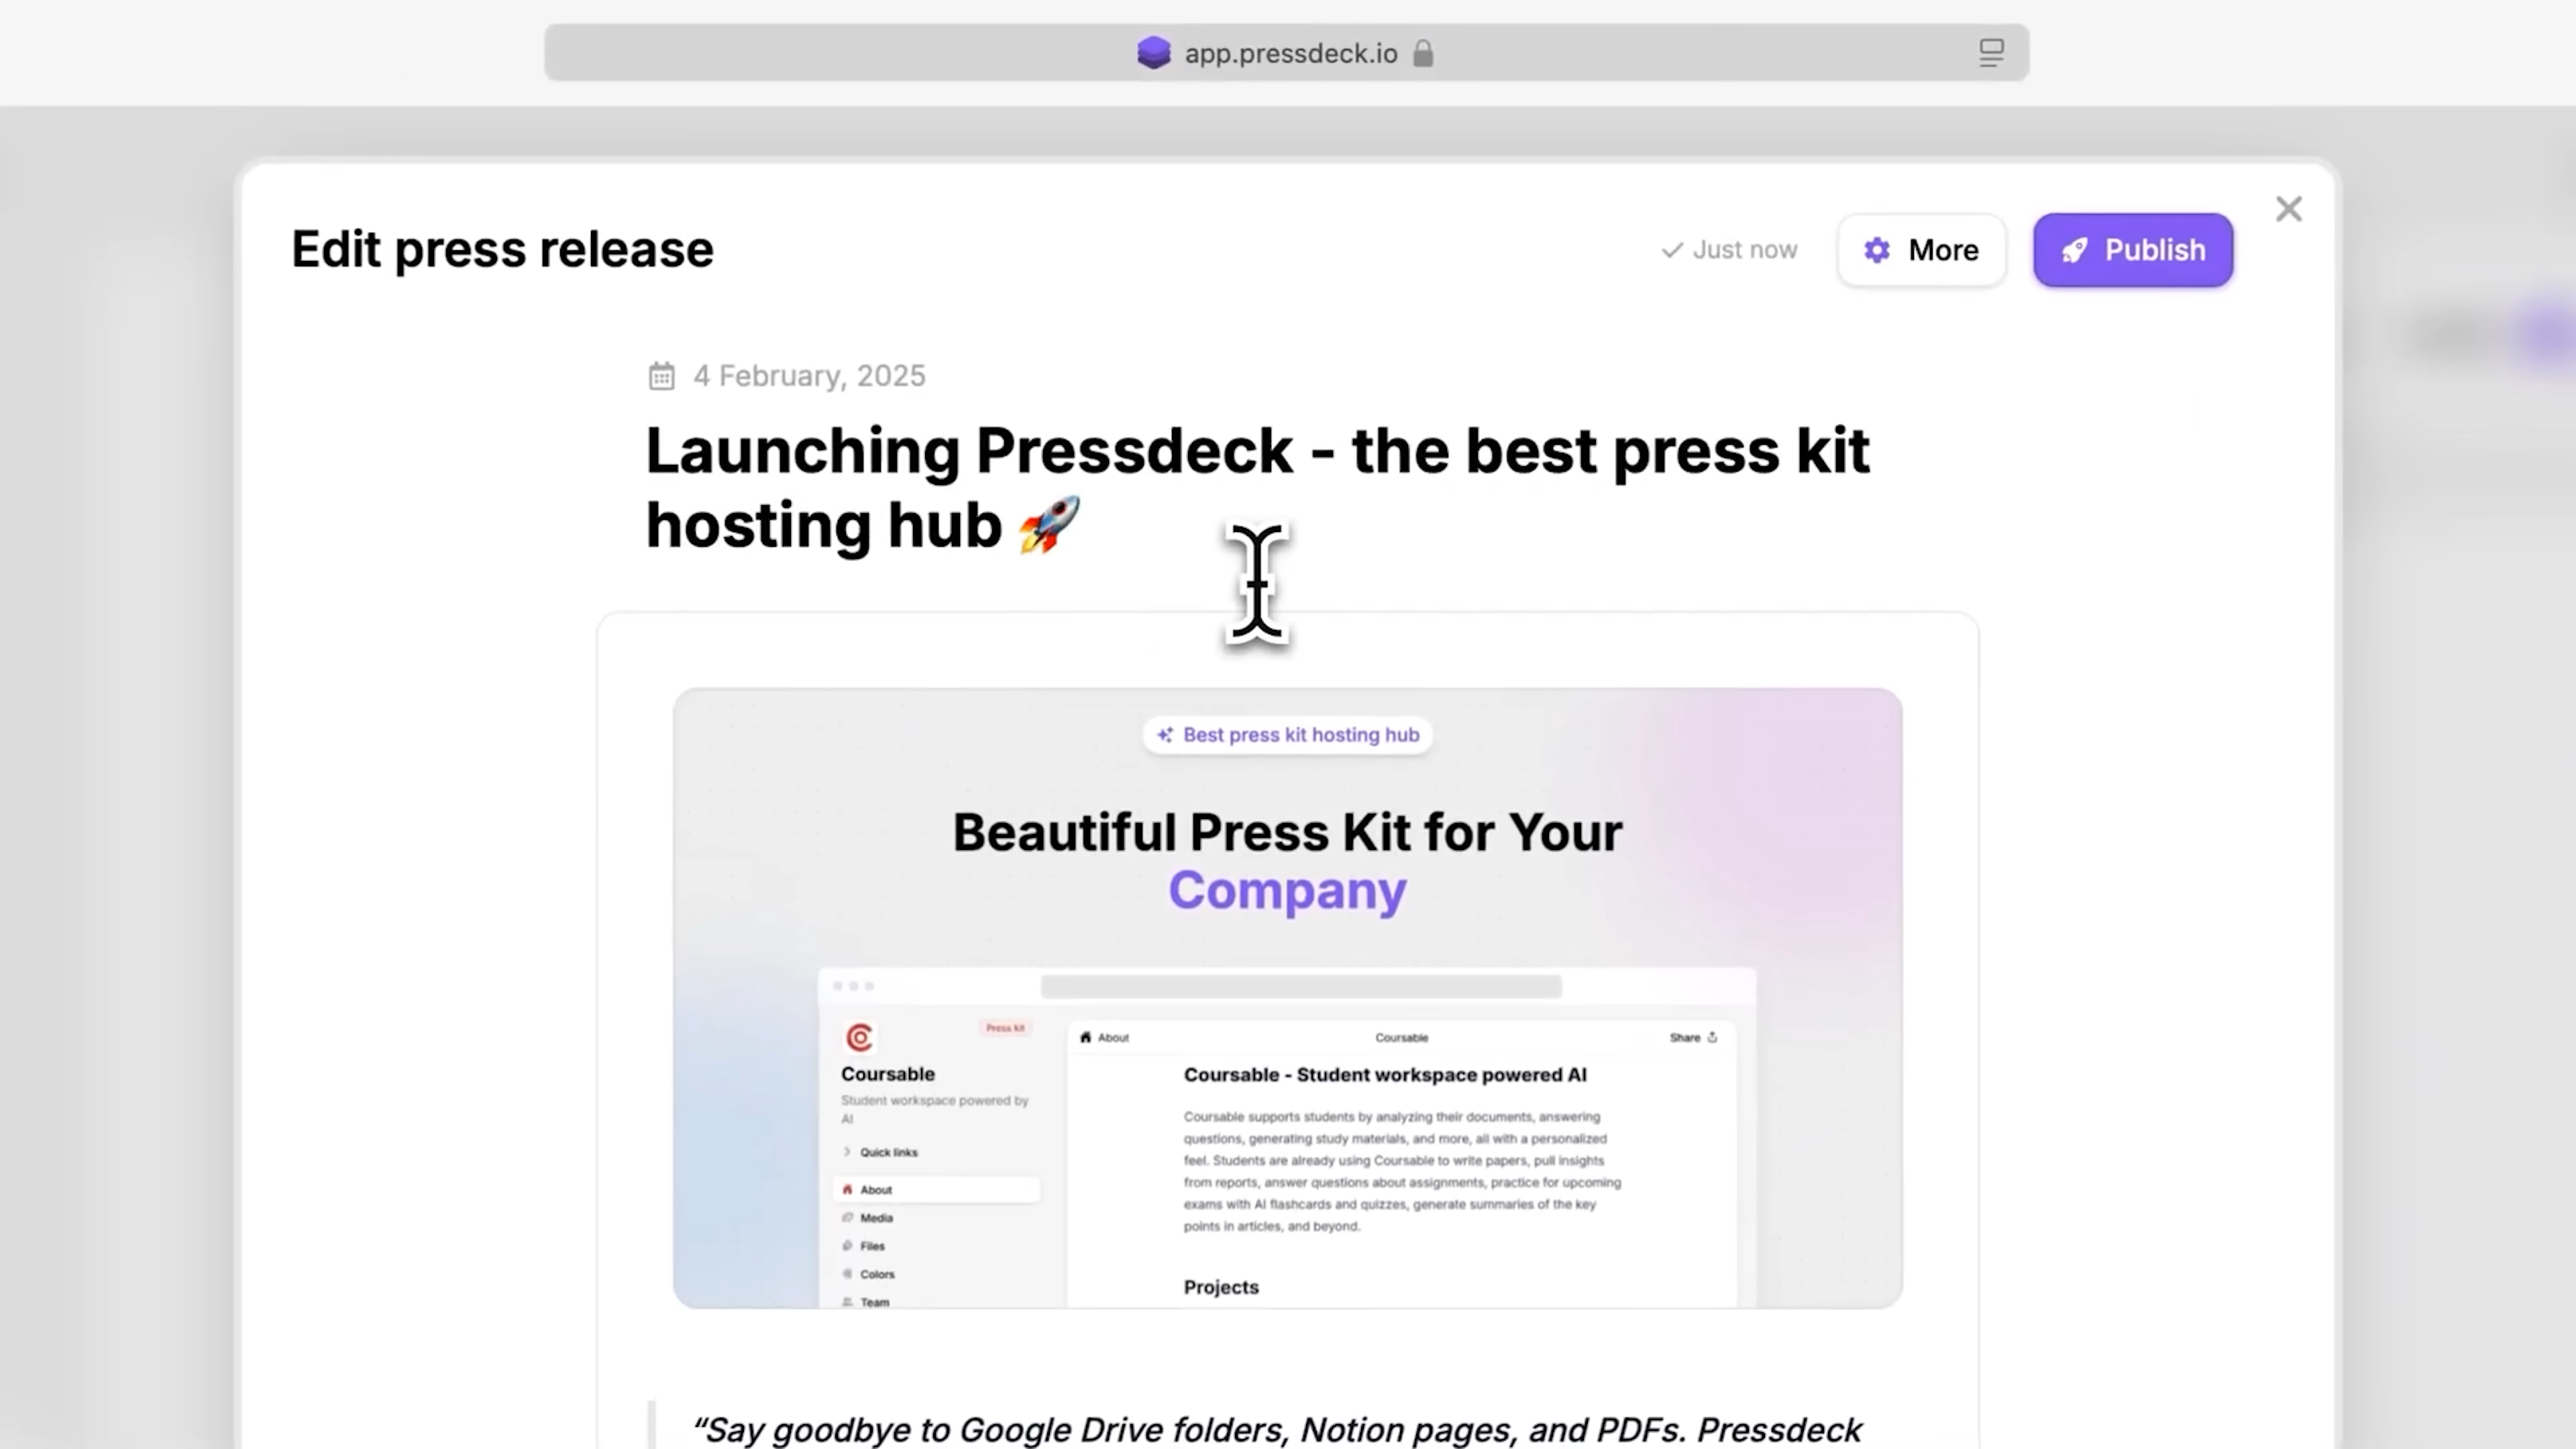 app.pressdeck.io
Edit press release
Just now
More
Publish
4 February, 2025
Launching Pressdeck - the best press kit
hosting hub 🚀
Best press kit hosting hub
Beautiful Press Kit for Your
Company
Press kit
Coursable
Student workspace powered by
AI
Quick links
About
Media
Files
Colors
Team
About
Coursable
Share
Coursable - Student workspace powered AI
Coursable supports students by analyzing their documents, answering
questions, generating study materials, and more, all with a personalized
feel. Students are already using Coursable to write papers, pull insights
from reports, answer questions about assignments, practice for upcoming
exams with AI flashcards and quizzes, generate summaries of the key
points in articles, and beyond.
Projects
“Say goodbye to Google Drive folders, Notion pages, and PDFs. Pressdeck